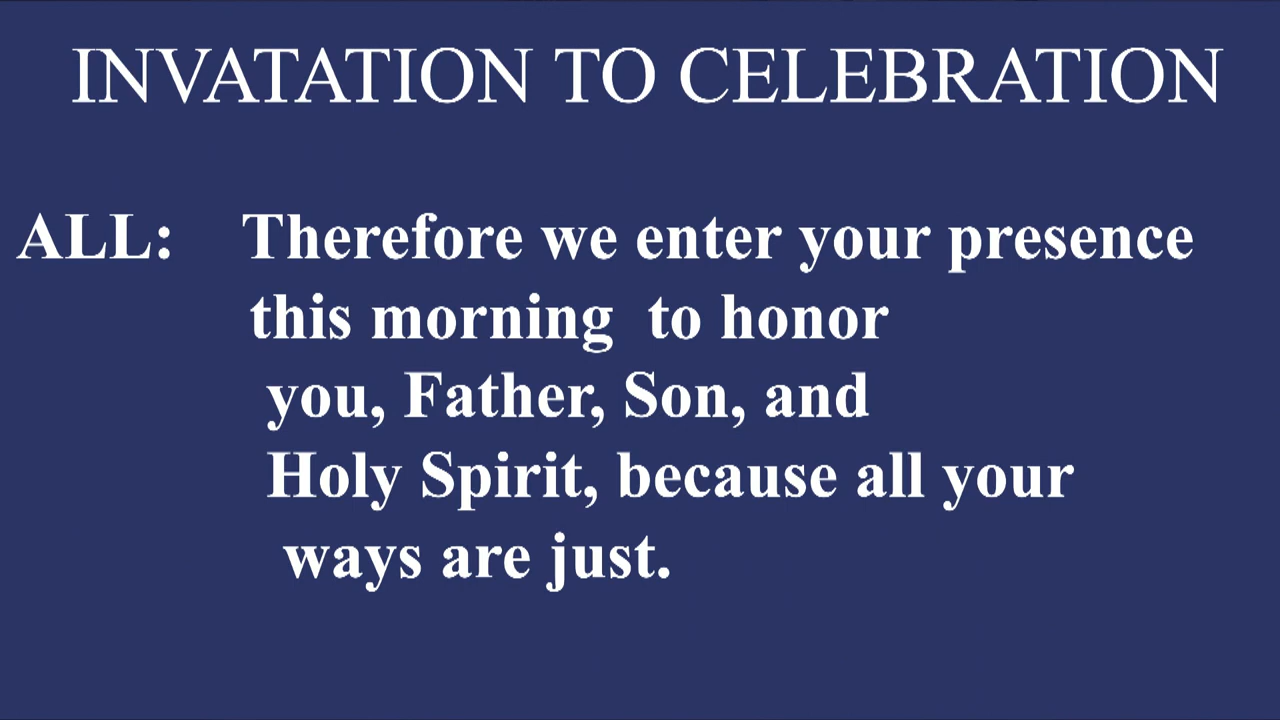 INVATATION TO CELEBRATION
ALL: Therefore we enter your presence
this morning to honor
you, Father, Son, and
Holy Spirit, because all your
ways are just.